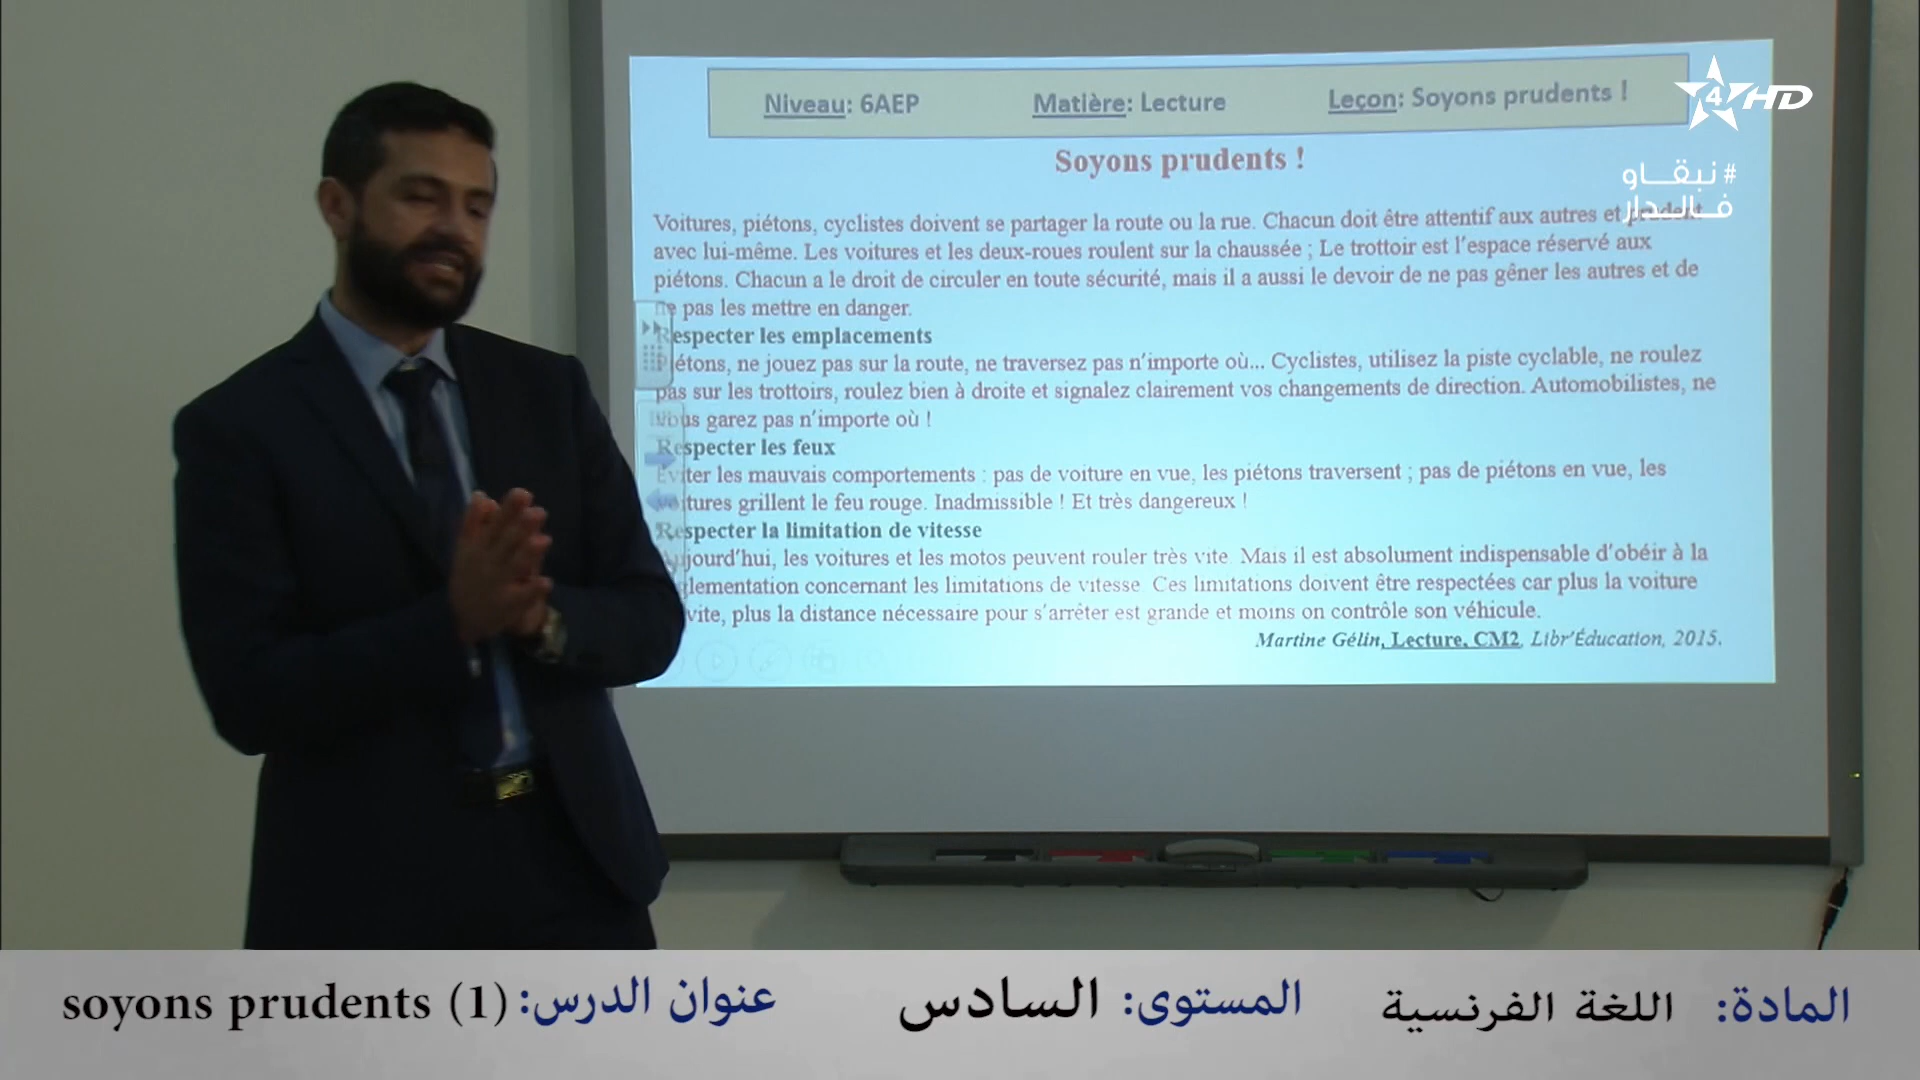 Niveau: 6AEP Matière: Lecture Leçon: Soyons prudents !
4 HD
#نبقاو
فالدار
Soyons prudents !
Voitures, piétons, cyclistes doivent se partager la route ou la rue. Chacun doit être attentif aux autres et prudent
avec lui-même. Les voitures et les deux-roues roulent sur la chaussée ; Le trottoir est l'espace réservé aux
piétons. Chacun a le droit de circuler en toute sécurité, mais il a aussi le devoir de ne pas gêner les autres et de
ne pas les mettre en danger.
Respecter les emplacements
Piétons, ne jouez pas sur la route, ne traversez pas n'importe où... Cyclistes, utilisez la piste cyclable, ne roulez
pas sur les trottoirs, roulez bien à droite et signalez clairement vos changements de direction. Automobilistes, ne
vous garez pas n'importe où !
Respecter les feux
Éviter les mauvais comportements : pas de voiture en vue, les piétons traversent ; pas de piétons en vue, les
voitures grillent le feu rouge. Inadmissible ! Et très dangereux !
Respecter la limitation de vitesse
Aujourd'hui, les voitures et les motos peuvent rouler très vite. Mais il est absolument indispensable d'obéir à la
réglementation concernant les limitations de vitesse. Ces limitations doivent être respectées car plus la voiture
vite, plus la distance nécessaire pour s'arrêter est grande et moins on contrôle son véhicule.
Martine Gélin, Lecture, CM2, Libr'Éducation, 2015.
المادة: اللغة الفرنسية المستوى: السادس عنوان الدرس: soyons prudents (1)